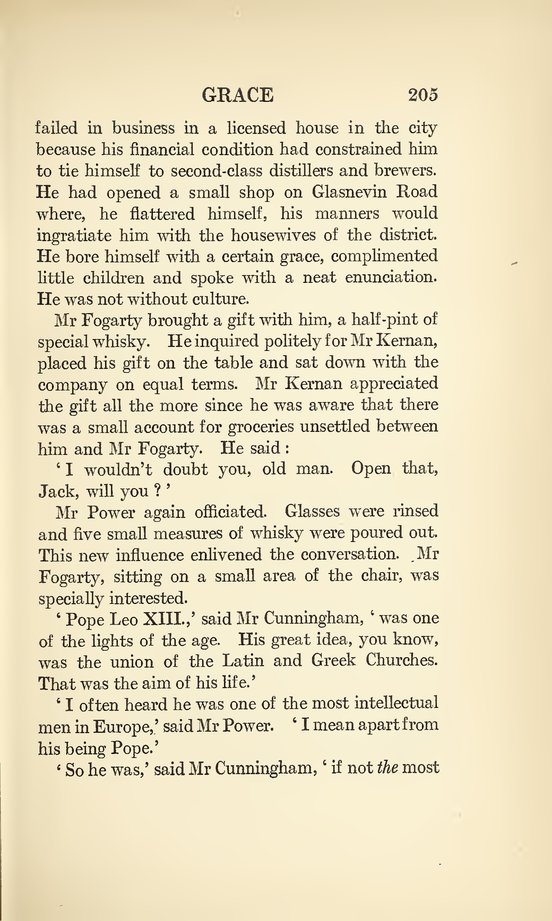 GRACE 205
failed in business in a licensed house in the city
because his financial condition had constrained him
to tie himself to second-class distillers and brewers.
He had opened a small shop on Glasnevin Road
where, he flattered himself, his manners would
ingratiate him with the housewives of the district.
He bore himself with a certain grace, complimented
little children and spoke with a neat enunciation.
He was not without culture.
Mr Fogarty brought a gift with him, a half-pint of
special whisky. He inquired politely for Mr Kernan,
placed his gift on the table and sat down with the
company on equal terms. Mr Kernan appreciated
the gift all the more since he was aware that there
was a small account for groceries unsettled between
him and Mr Fogarty. He said :
‘ I wouldn’t doubt you, old man. Open that,
Jack, will you ? ’
Mr Power again officiated. Glasses were rinsed
and five small measures of whisky were poured out.
This new influence enlivened the conversation. Mr
Fogarty, sitting on a small area of the chair, was
specially interested.
‘ Pope Leo XIII.,’ said Mr Cunningham, ‘ was one
of the lights of the age. His great idea, you know,
was the union of the Latin and Greek Churches.
That was the aim of his life.’
‘ I often heard he was one of the most intellectual
men in Europe,’ said Mr Power. ‘ I mean apart from
his being Pope.’
‘ So he was,’ said Mr Cunningham, ‘ if not the most